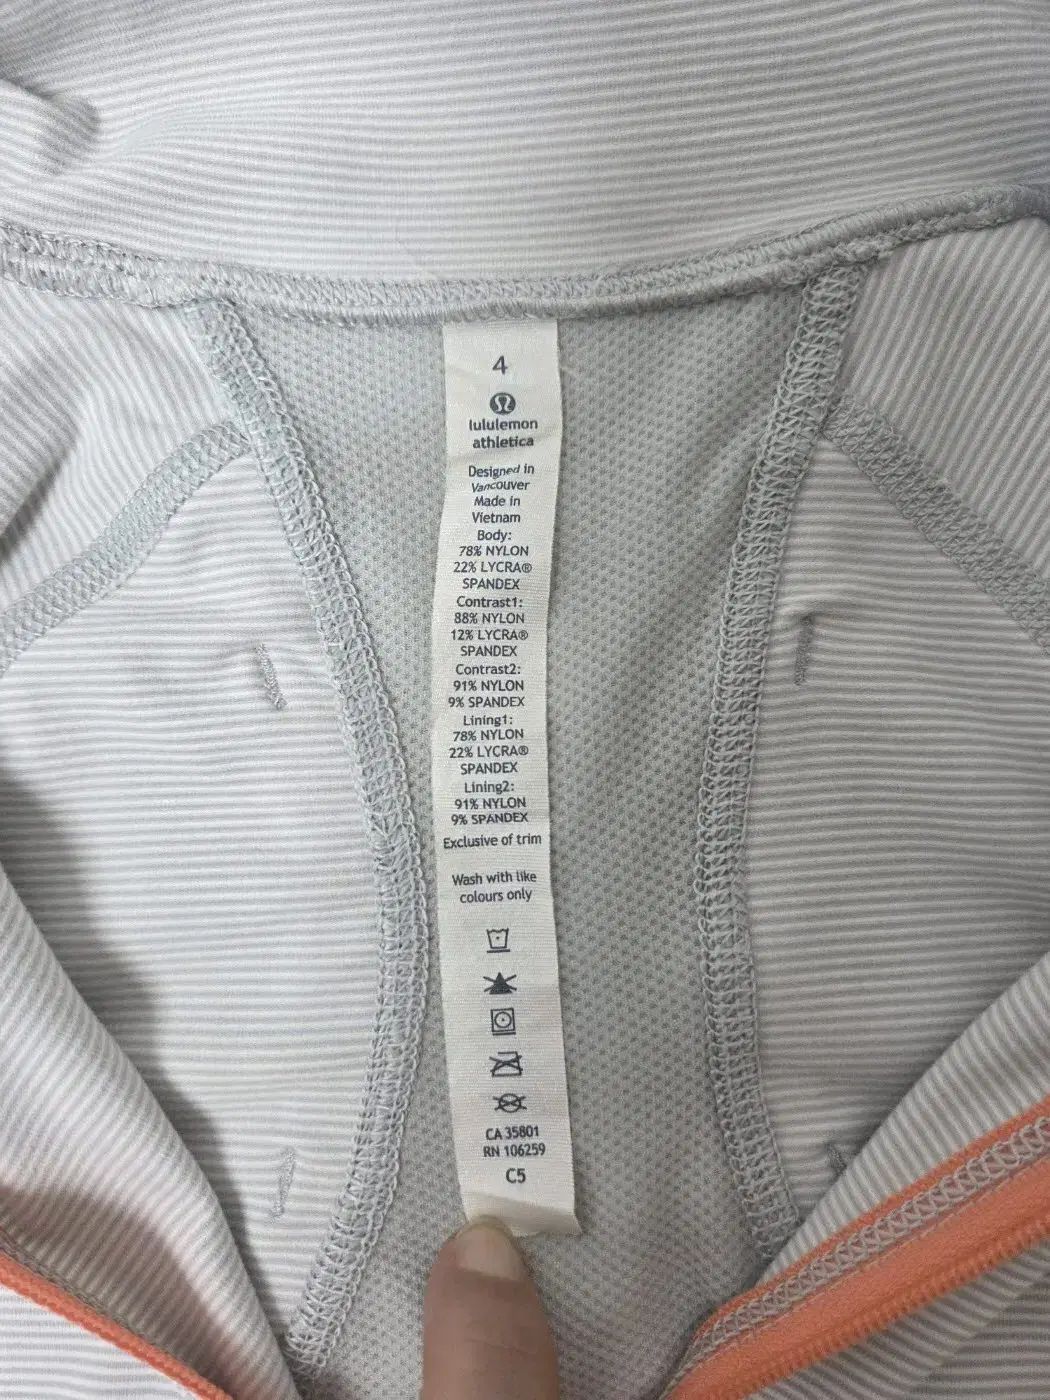 4
lululemon
athletica
Designed in
Vancouver
Made in
Vietnam
Body:
78% NYLON
22% LYCRA®
SPANDEX
Contrast1:
88% NYLON
12% LYCRA®
SPANDEX
Contrast2:
91% NYLON
9% SPANDEX
Lining1:
78% NYLON
22% LYCRA®
SPANDEX
Lining2:
91% NYLON
9% SPANDEX
Exclusive of trim
Wash with like
colours only
CA 35801
RN 106259
C5